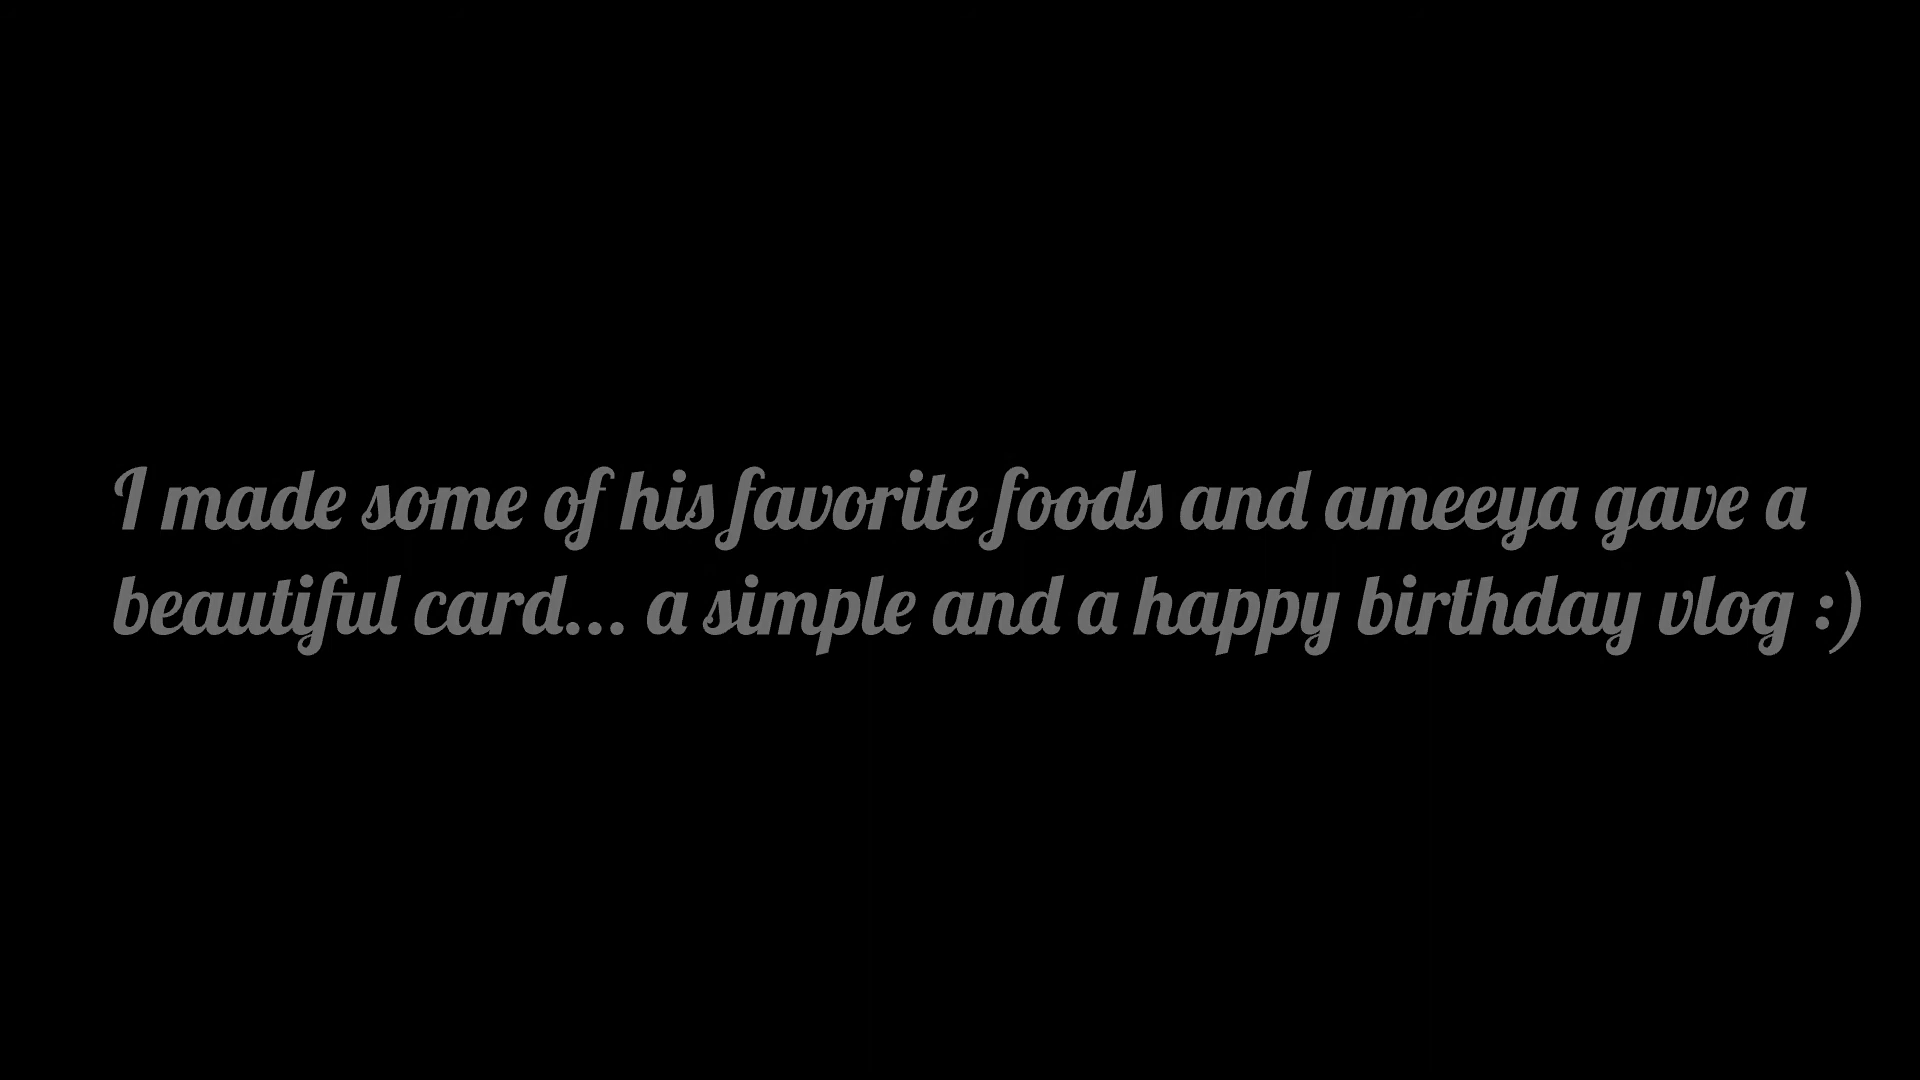 I made some of his favorite foods and ameeya gave a
beautiful card... a simple and a happy birthday vlog :)